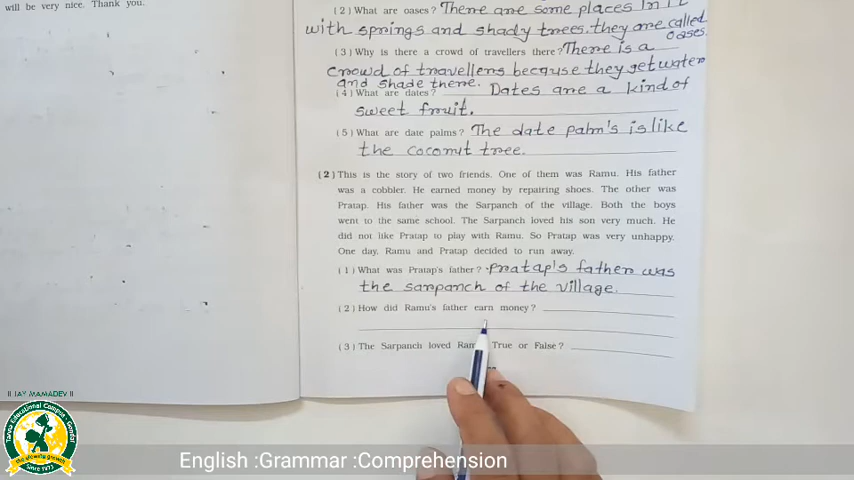 will be very nice. Thank you.
(2) What are oases? There are some places in it
with springs and shady trees. they are called
oases.
(3) Why is there a crowd of travellers there? There is a
crowd of travellers because they get water
and shade there.
(4) What are dates? Dates are a kind of
sweet fruit.
(5) What are date palms? The date palm's is like
the coconut tree.
(2) This is the story of two friends. One of them was Ramu. His father
was a cobbler. He earned money by repairing shoes. The other was
Pratap. His father was the Sarpanch of the village. Both the boys
went to the same school. The Sarpanch loved his son very much. He
did not like Pratap to play with Ramu. So Pratap was very unhappy.
One day, Ramu and Pratap decided to run away.
(1) What was Pratap's father? Pratap's father was
the sarpanch of the village.
(2) How did Ramu's father earn money?
(3) The Sarpanch loved True or False?
|| JAY MAMADEV ||
Since 1973
English :Grammar :Comprehension